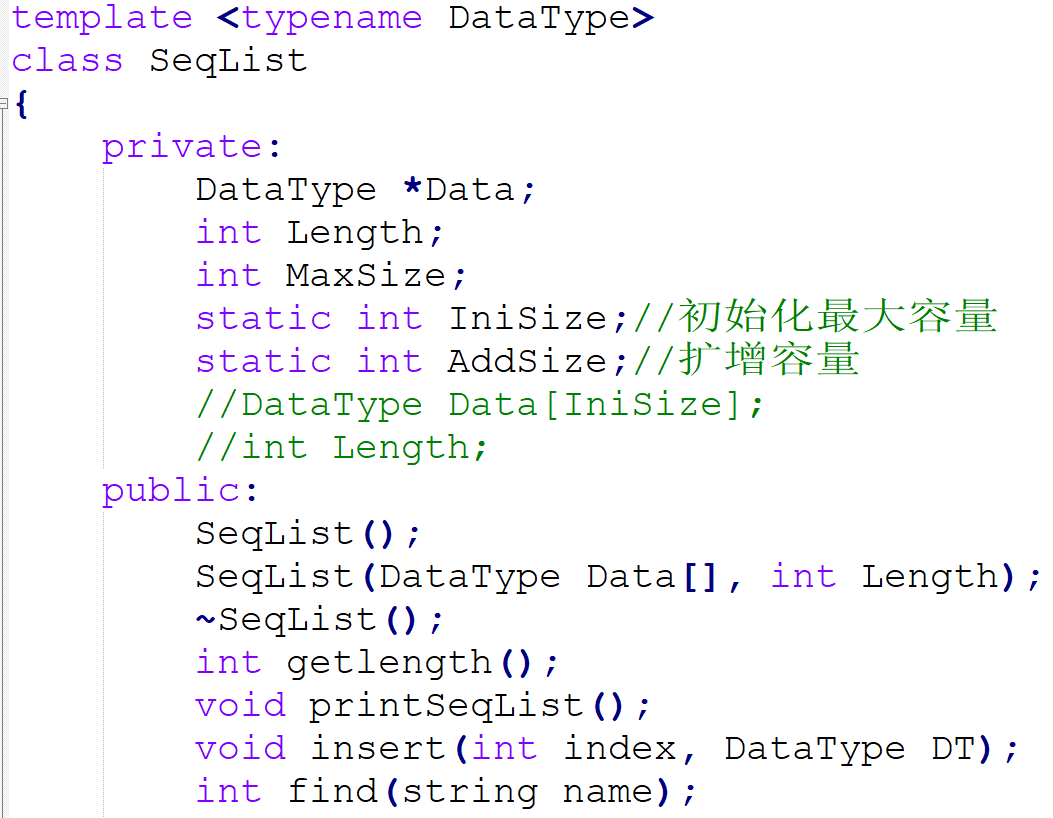 template <typename DataType>
class SeqList
{
    private:
        DataType *Data;
        int Length;
        int MaxSize;
        static int IniSize;//初始化最大容量
        static int AddSize;//扩增容量
        //DataType Data[IniSize];
        //int Length;
    public:
        SeqList();
        SeqList(DataType Data[], int Length);
        ~SeqList();
        int getlength();
        void printSeqList();
        void insert(int index, DataType DT);
        int find(string name);